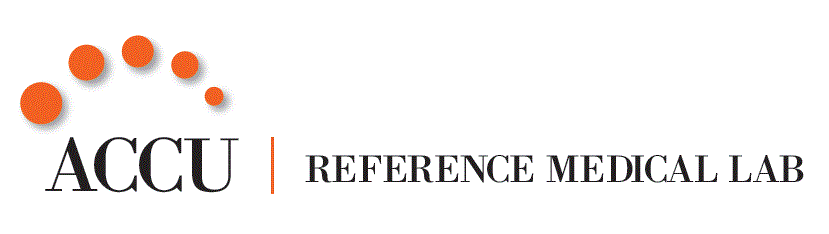 ACCU | REFERENCE MEDICAL LAB